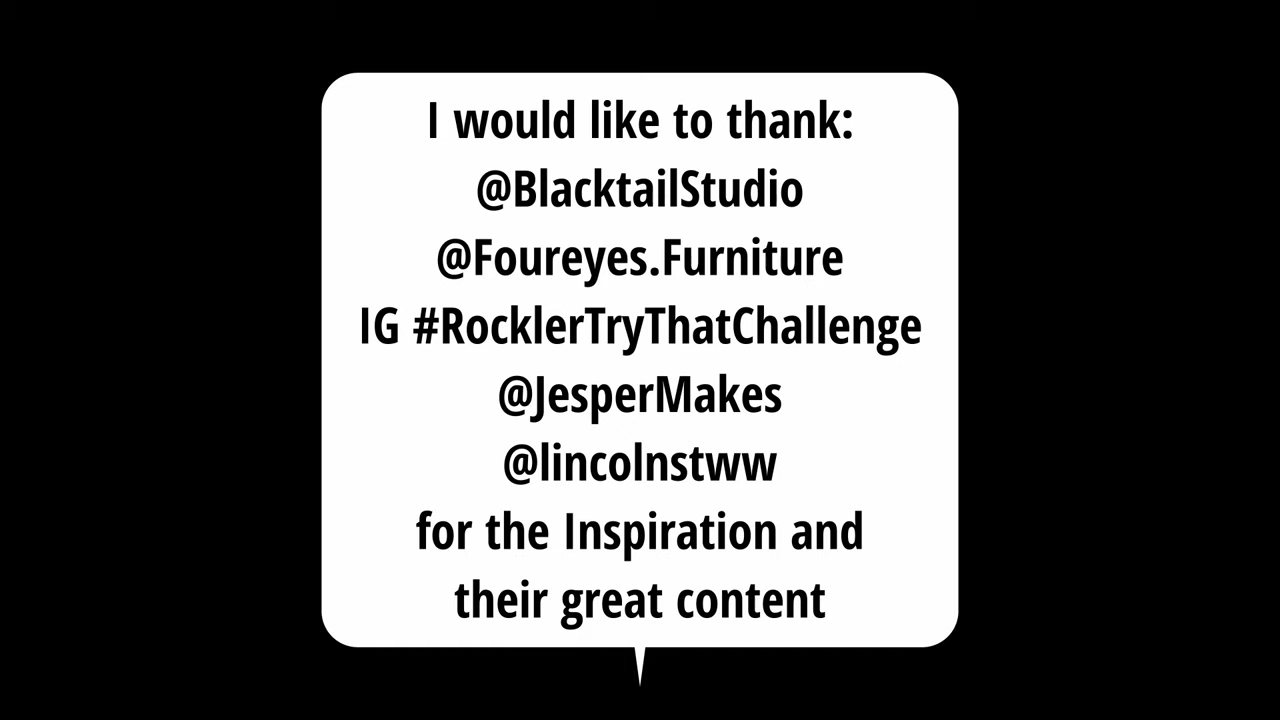 I would like to thank:
@BlacktailStudio
@Foureyes.Furniture
IG #RocklerTryThatChallenge
@JesperMakes
@lincolnstww
for the Inspiration and
their great content